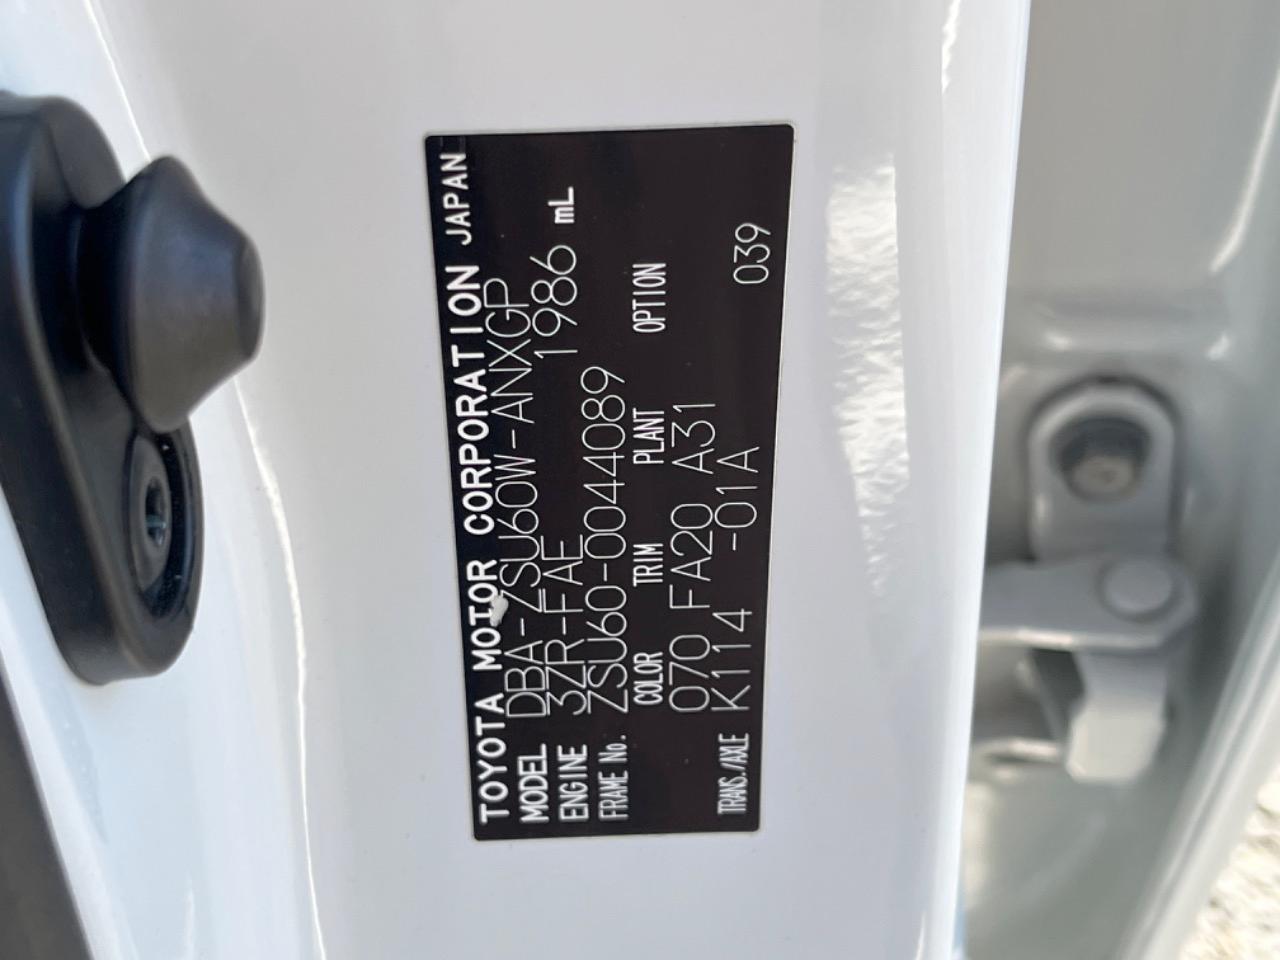 TOYOTA MOTOR CORPORATION JAPAN
MODEL DBA-ZSU60W-ANXGP
ENGINE 3ZR-FAE 1986 mL
FRAME No. ZSU60-0044089
COLOR TRIM PLANT OPTION
070 FA20 A31
TRANS./AXLE K114 -01A 039